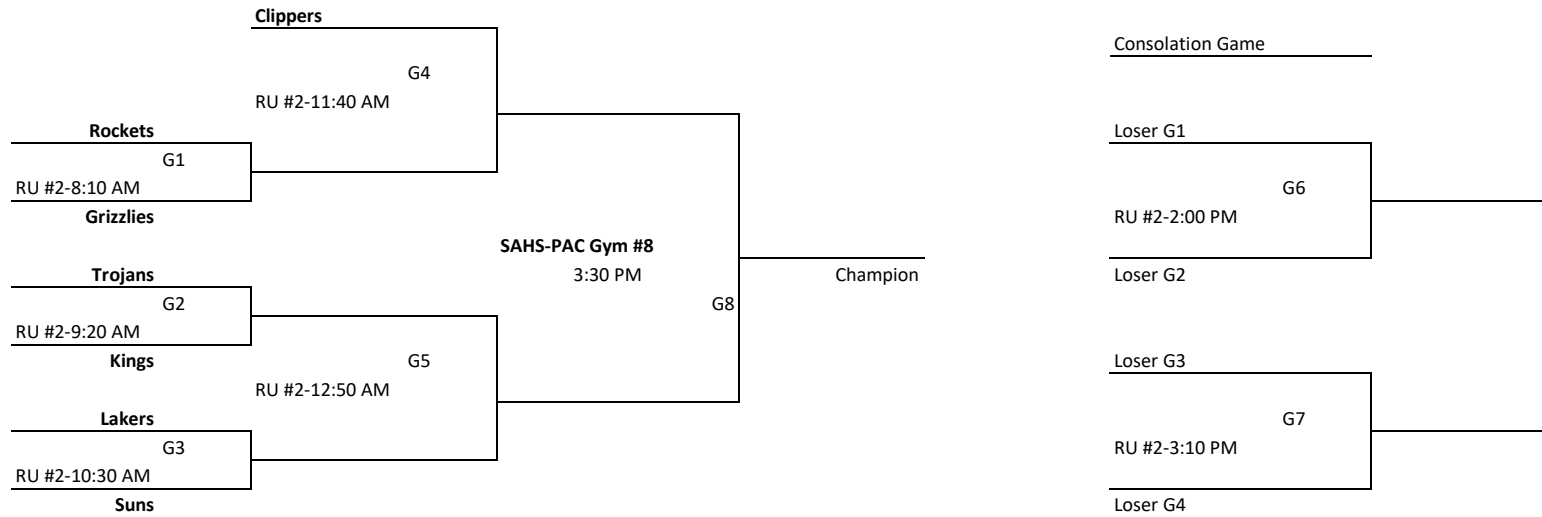 Clippers
G4
RU #2-11:40 AM
Rockets
G1
RU #2-8:10 AM
Grizzlies
SAHS-PAC Gym #8
3:30 PM
Champion
G8
Trojans
G2
RU #2-9:20 AM
Kings
G5
RU #2-12:50 AM
Lakers
G3
RU #2-10:30 AM
Suns
Consolation Game
Loser G1
G6
RU #2-2:00 PM
Loser G2
Loser G3
G7
RU #2-3:10 PM
Loser G4